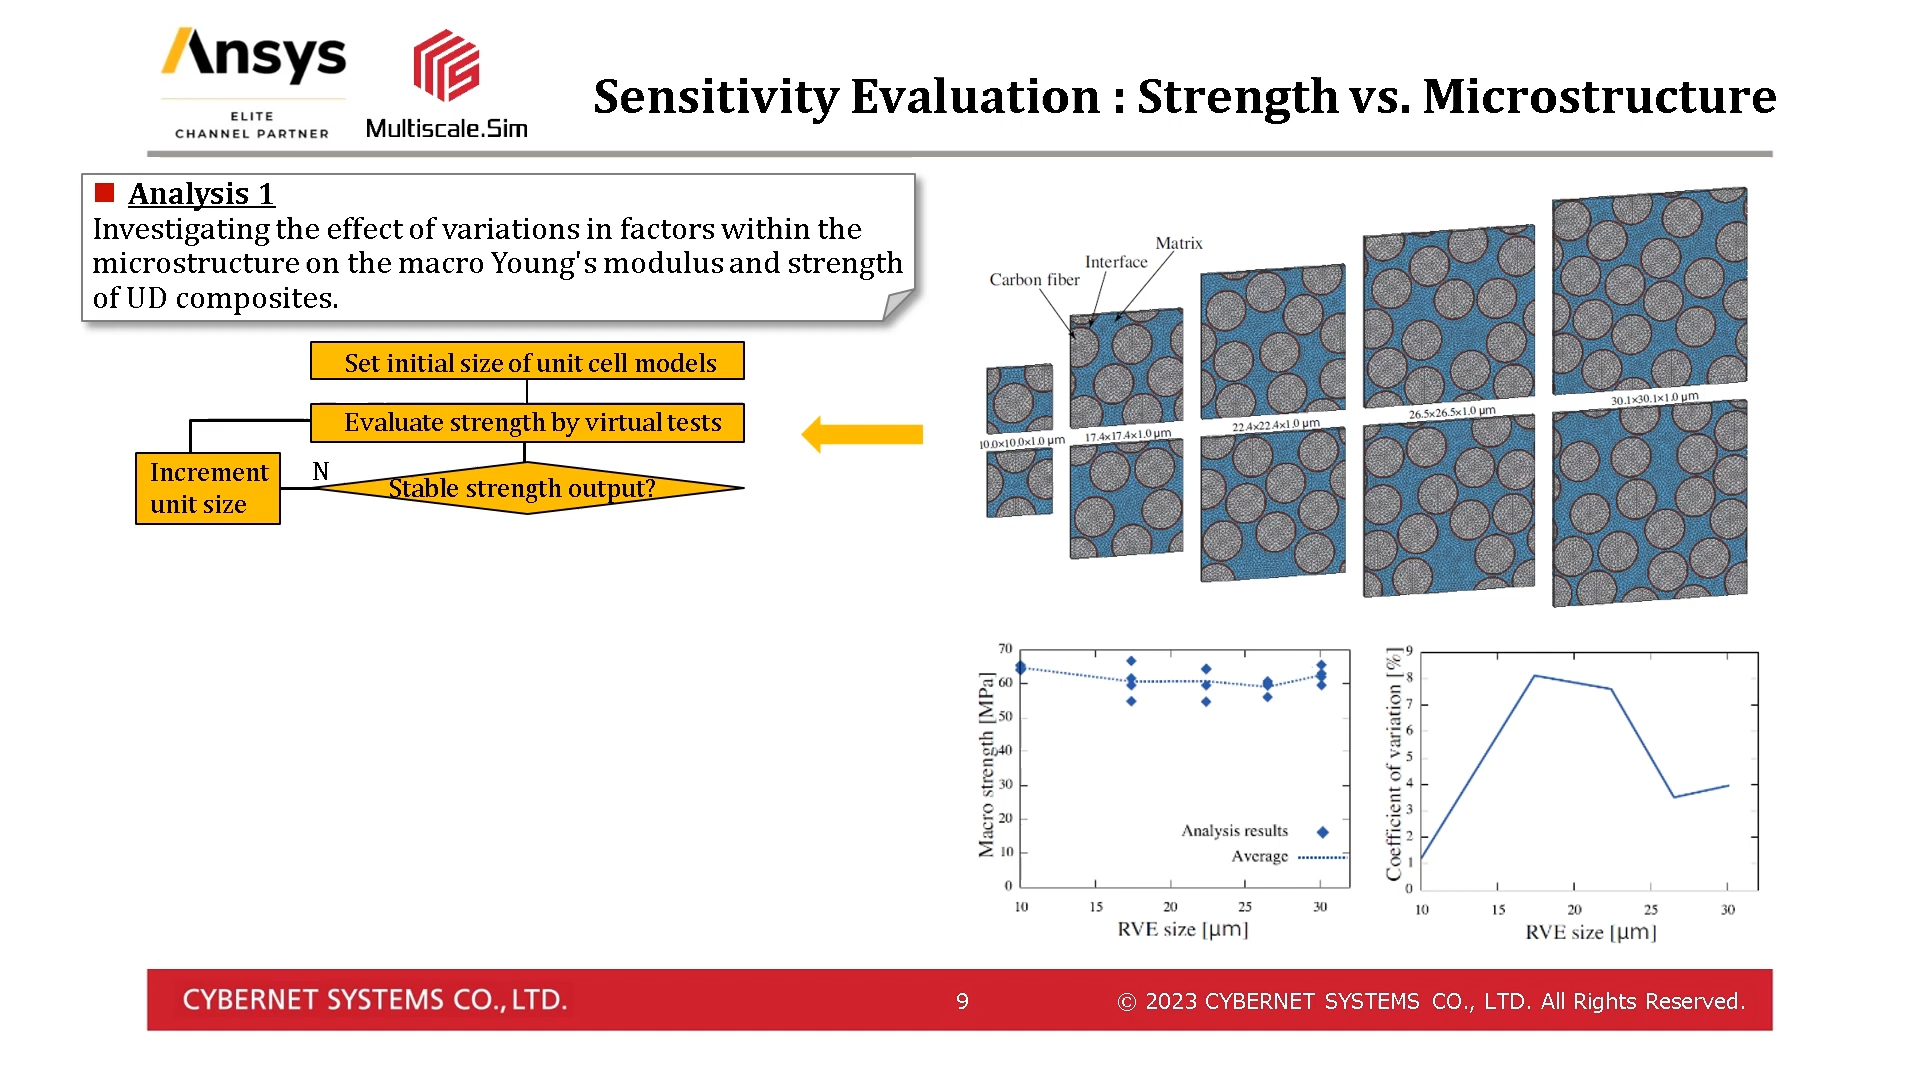 Ansys
ELITE
CHANNEL PARTNER
Multiscale.Sim
Sensitivity Evaluation : Strength vs. Microstructure
Analysis 1
Investigating the effect of variations in factors within the
microstructure on the macro Young's modulus and strength
of UD composites.
Set initial size of unit cell models
Evaluate strength by virtual tests
Increment
unit size
N
Stable strength output?
Matrix
Interface
Carbon fiber
10.0×10.0×1.0 μm
17.4×17.4×1.0 μm
22.4×22.4×1.0 μm
26.5×26.5×1.0 μm
30.1×30.1×1.0 μm
Macro strength [MPa]
70
60
50
40
30
20
10
0
Analysis results
Average
10 15 20 25 30
RVE size [μm]
Coefficient of variation [%]
9
8
7
6
5
4
3
2
1
0
10 15 20 25 30
RVE size [μm]
CYBERNET SYSTEMS CO., LTD.
9
© 2023 CYBERNET SYSTEMS CO., LTD. All Rights Reserved.